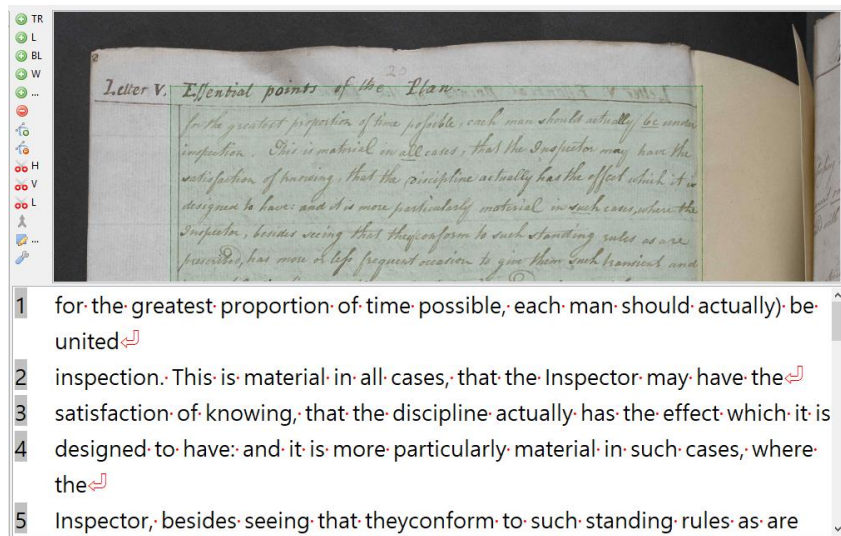 TR
L
BL
W
...
H
V
L
...
2
20
Letter V. Essential points of the Plan.
for the greatest proportion of time possible, each man should actually be under
inspection. This is material in all cases, that the Inspector may have the
satisfaction of knowing, that the discipline actually has the effect which it is
designed to have: and it is more particularly material in such cases, where the
Inspector, besides seeing that they conform to such standing rules as are
prescribed, has more or less frequent occasion to give them such transient and
1 for the greatest proportion of time possible, each man should actually) be
united
2 inspection. This is material in all cases, that the Inspector may have the
3 satisfaction of knowing, that the discipline actually has the effect which it is
4 designed to have: and it is more particularly material in such cases, where
the
5 Inspector, besides seeing that theyconform to such standing rules as are